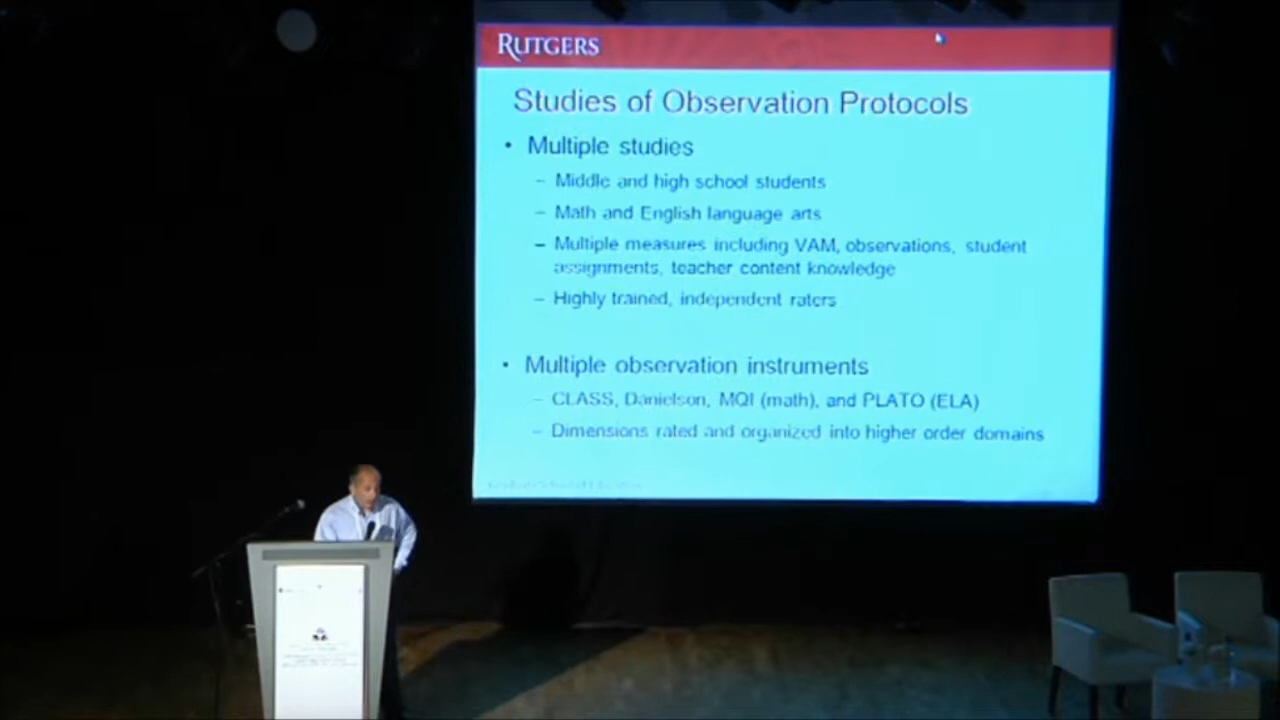 RUTGERS
Studies of Observation Protocols
• Multiple studies
– Middle and high school students
– Math and English language arts
– Multiple measures including VAM, observations, student
assignments, teacher content knowledge
– Highly trained, independent raters
• Multiple observation instruments
– CLASS, Danielson, MQI (math), and PLATO (ELA)
– Dimensions rated and organized into higher order domains